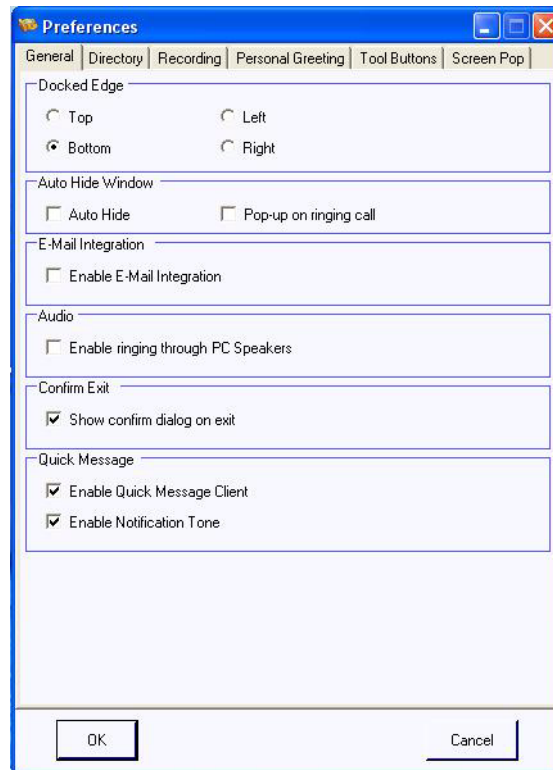 Preferences
General Directory Recording Personal Greeting Tool Buttons Screen Pop
Docked Edge
Top Left
Bottom Right
Auto Hide Window
Auto Hide Pop-up on ringing call
E-Mail Integration
Enable E-Mail Integration
Audio
Enable ringing through PC Speakers
Confirm Exit
Show confirm dialog on exit
Quick Message
Enable Quick Message Client
Enable Notification Tone
OK Cancel